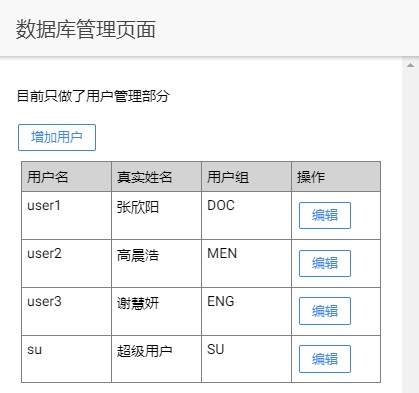 数据库管理页面
目前只做了用户管理部分
增加用户
用户名 真实姓名 用户组 操作
user1 张欣阳 DOC 编辑
user2 高晨浩 MEN 编辑
user3 谢慧妍 ENG 编辑
su 超级用户 SU 编辑